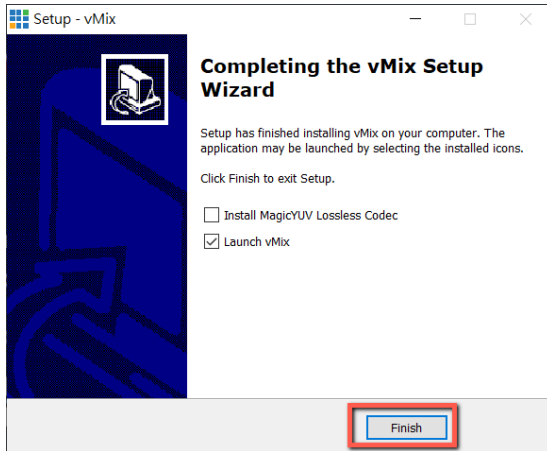 Setup - vMix
Completing the vMix Setup
Wizard
Setup has finished installing vMix on your computer. The
application may be launched by selecting the installed icons.
Click Finish to exit Setup.
Install MagicYUV Lossless Codec
Launch vMix
Finish